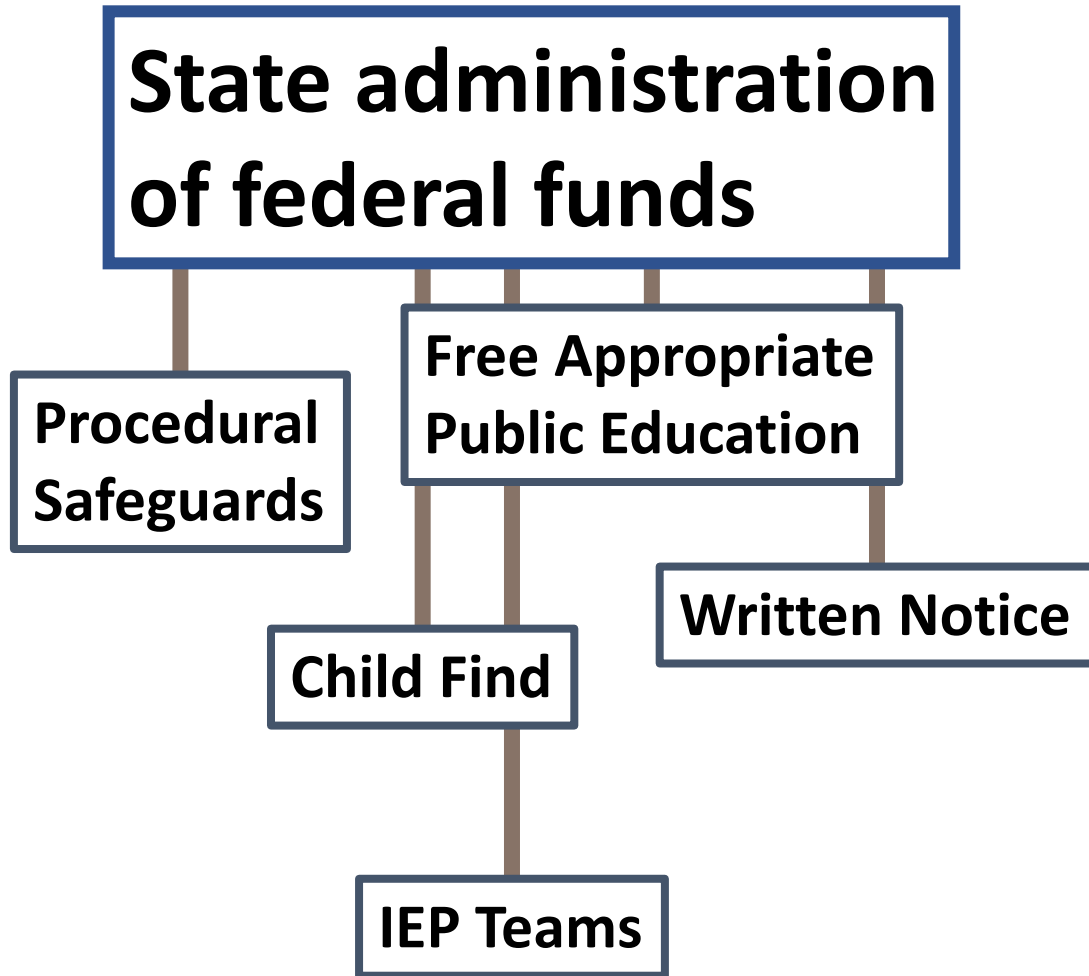 State administration
of federal funds
Free Appropriate
Public Education
Procedural
Safeguards
Written Notice
Child Find
IEP Teams